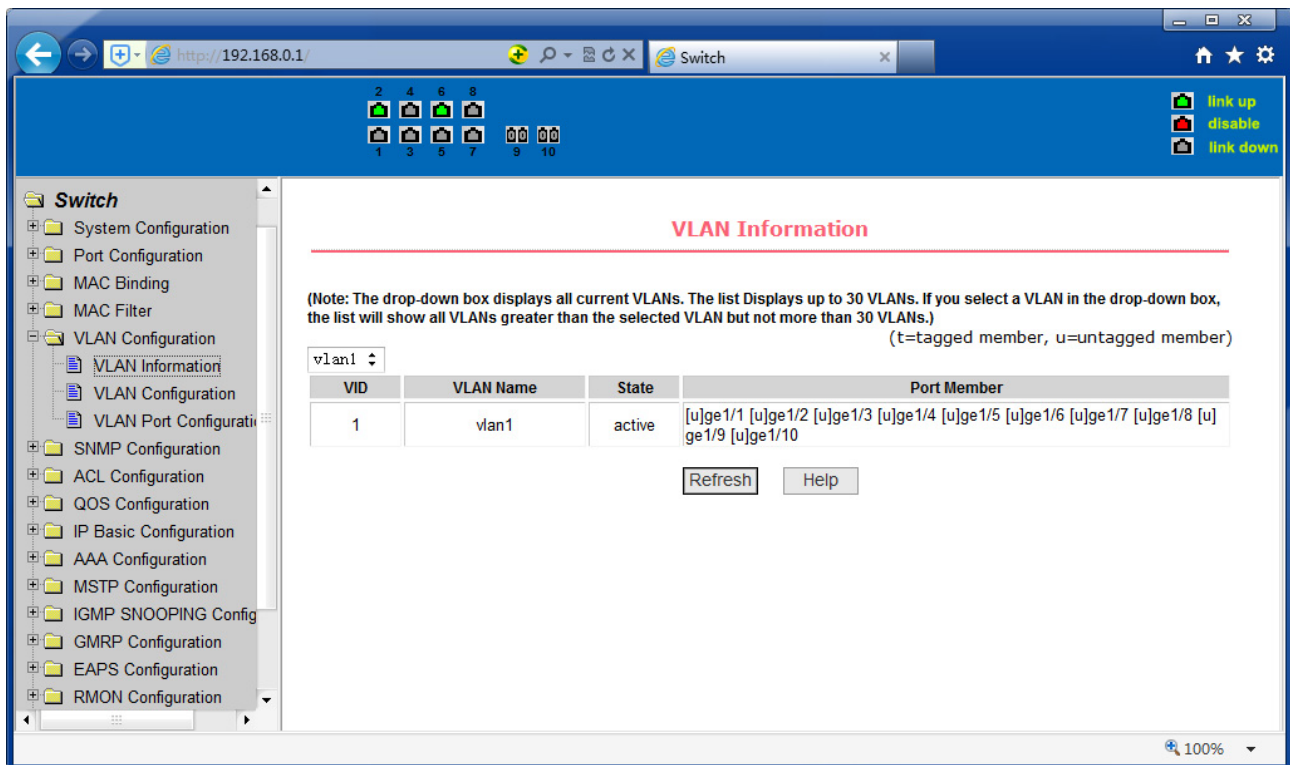 http://192.168.0.1/
Switch
2 4 6 8
1 3 5 7 9 10
link up
disable
link down
Switch
System Configuration
Port Configuration
MAC Binding
MAC Filter
VLAN Configuration
VLAN Information
VLAN Configuration
VLAN Port Configurati
SNMP Configuration
ACL Configuration
QOS Configuration
IP Basic Configuration
AAA Configuration
MSTP Configuration
IGMP SNOOPING Config
GMRP Configuration
EAPS Configuration
RMON Configuration
VLAN Information
(Note: The drop-down box displays all current VLANs. The list Displays up to 30 VLANs. If you select a VLAN in the drop-down box,
the list will show all VLANs greater than the selected VLAN but not more than 30 VLANs.)
(t=tagged member, u=untagged member)
vlan1
VID VLAN Name State Port Member
1 vlan1 active [u]ge1/1 [u]ge1/2 [u]ge1/3 [u]ge1/4 [u]ge1/5 [u]ge1/6 [u]ge1/7 [u]ge1/8 [u]
ge1/9 [u]ge1/10
Refresh Help
100%